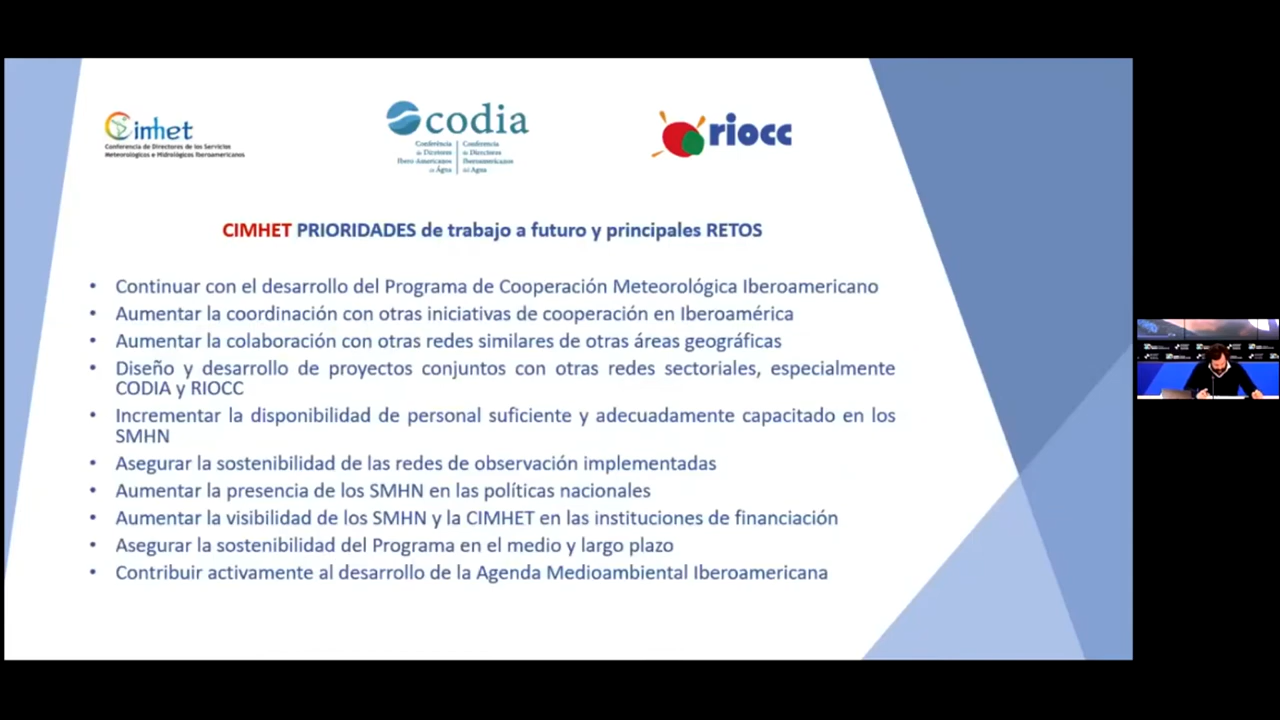 Cimhet
Conferencia de Directores de los Servicios
Meteorológicos e Hidrológicos Iberoamericanos
codia
Conferência
de Diretores
Ibero-Americanos
da Água
Conferencia
de Directores
Iberoamericanos
del Agua
riocc
CIMHET PRIORIDADES de trabajo a futuro y principales RETOS
• Continuar con el desarrollo del Programa de Cooperación Meteorológica Iberoamericano
• Aumentar la coordinación con otras iniciativas de cooperación en Iberoamérica
• Aumentar la colaboración con otras redes similares de otras áreas geográficas
• Diseño y desarrollo de proyectos conjuntos con otras redes sectoriales, especialmente
CODIA y RIOCC
• Incrementar la disponibilidad de personal suficiente y adecuadamente capacitado en los
SMHN
• Asegurar la sostenibilidad de las redes de observación implementadas
• Aumentar la presencia de los SMHN en las políticas nacionales
• Aumentar la visibilidad de los SMHN y la CIMHET en las instituciones de financiación
• Asegurar la sostenibilidad del Programa en el medio y largo plazo
• Contribuir activamente al desarrollo de la Agenda Medioambiental Iberoamericana